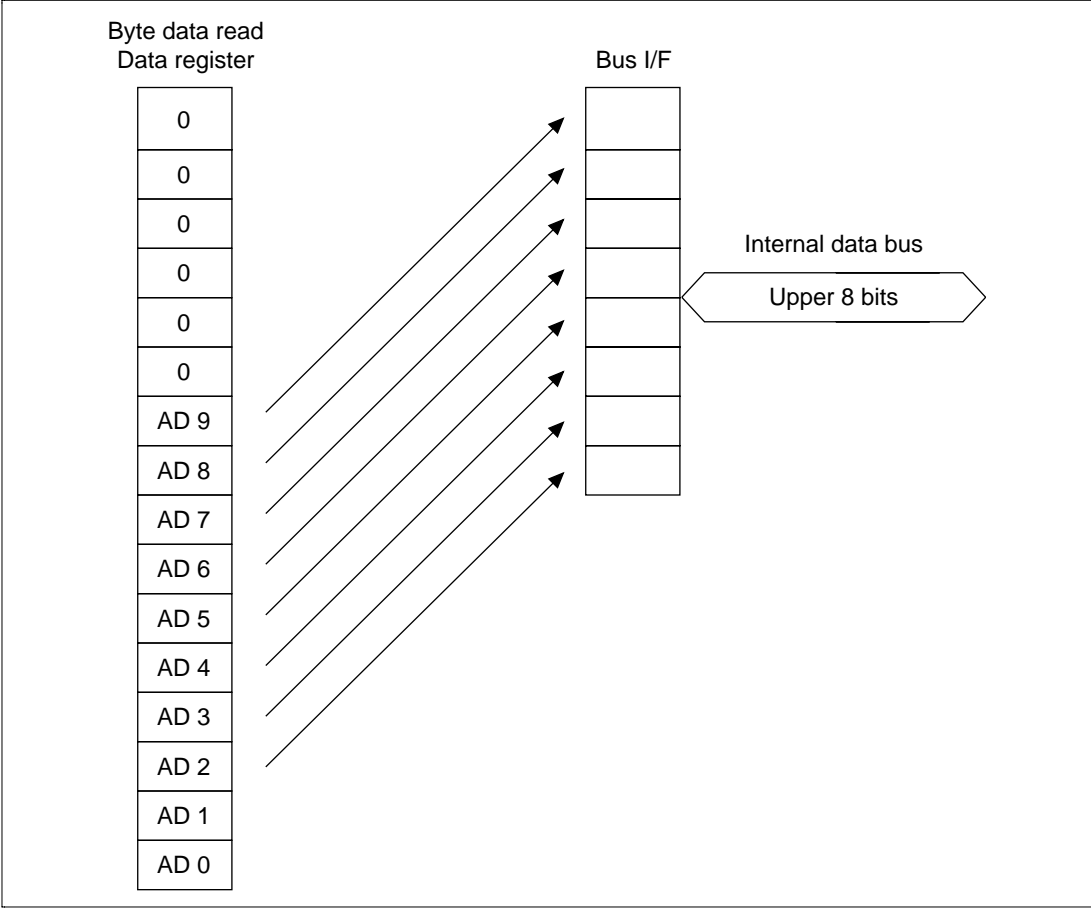 Byte data read
Data register
Bus I/F
0
0
0
0
0
0
AD 9
AD 8
AD 7
AD 6
AD 5
AD 4
AD 3
AD 2
AD 1
AD 0
Internal data bus
Upper 8 bits